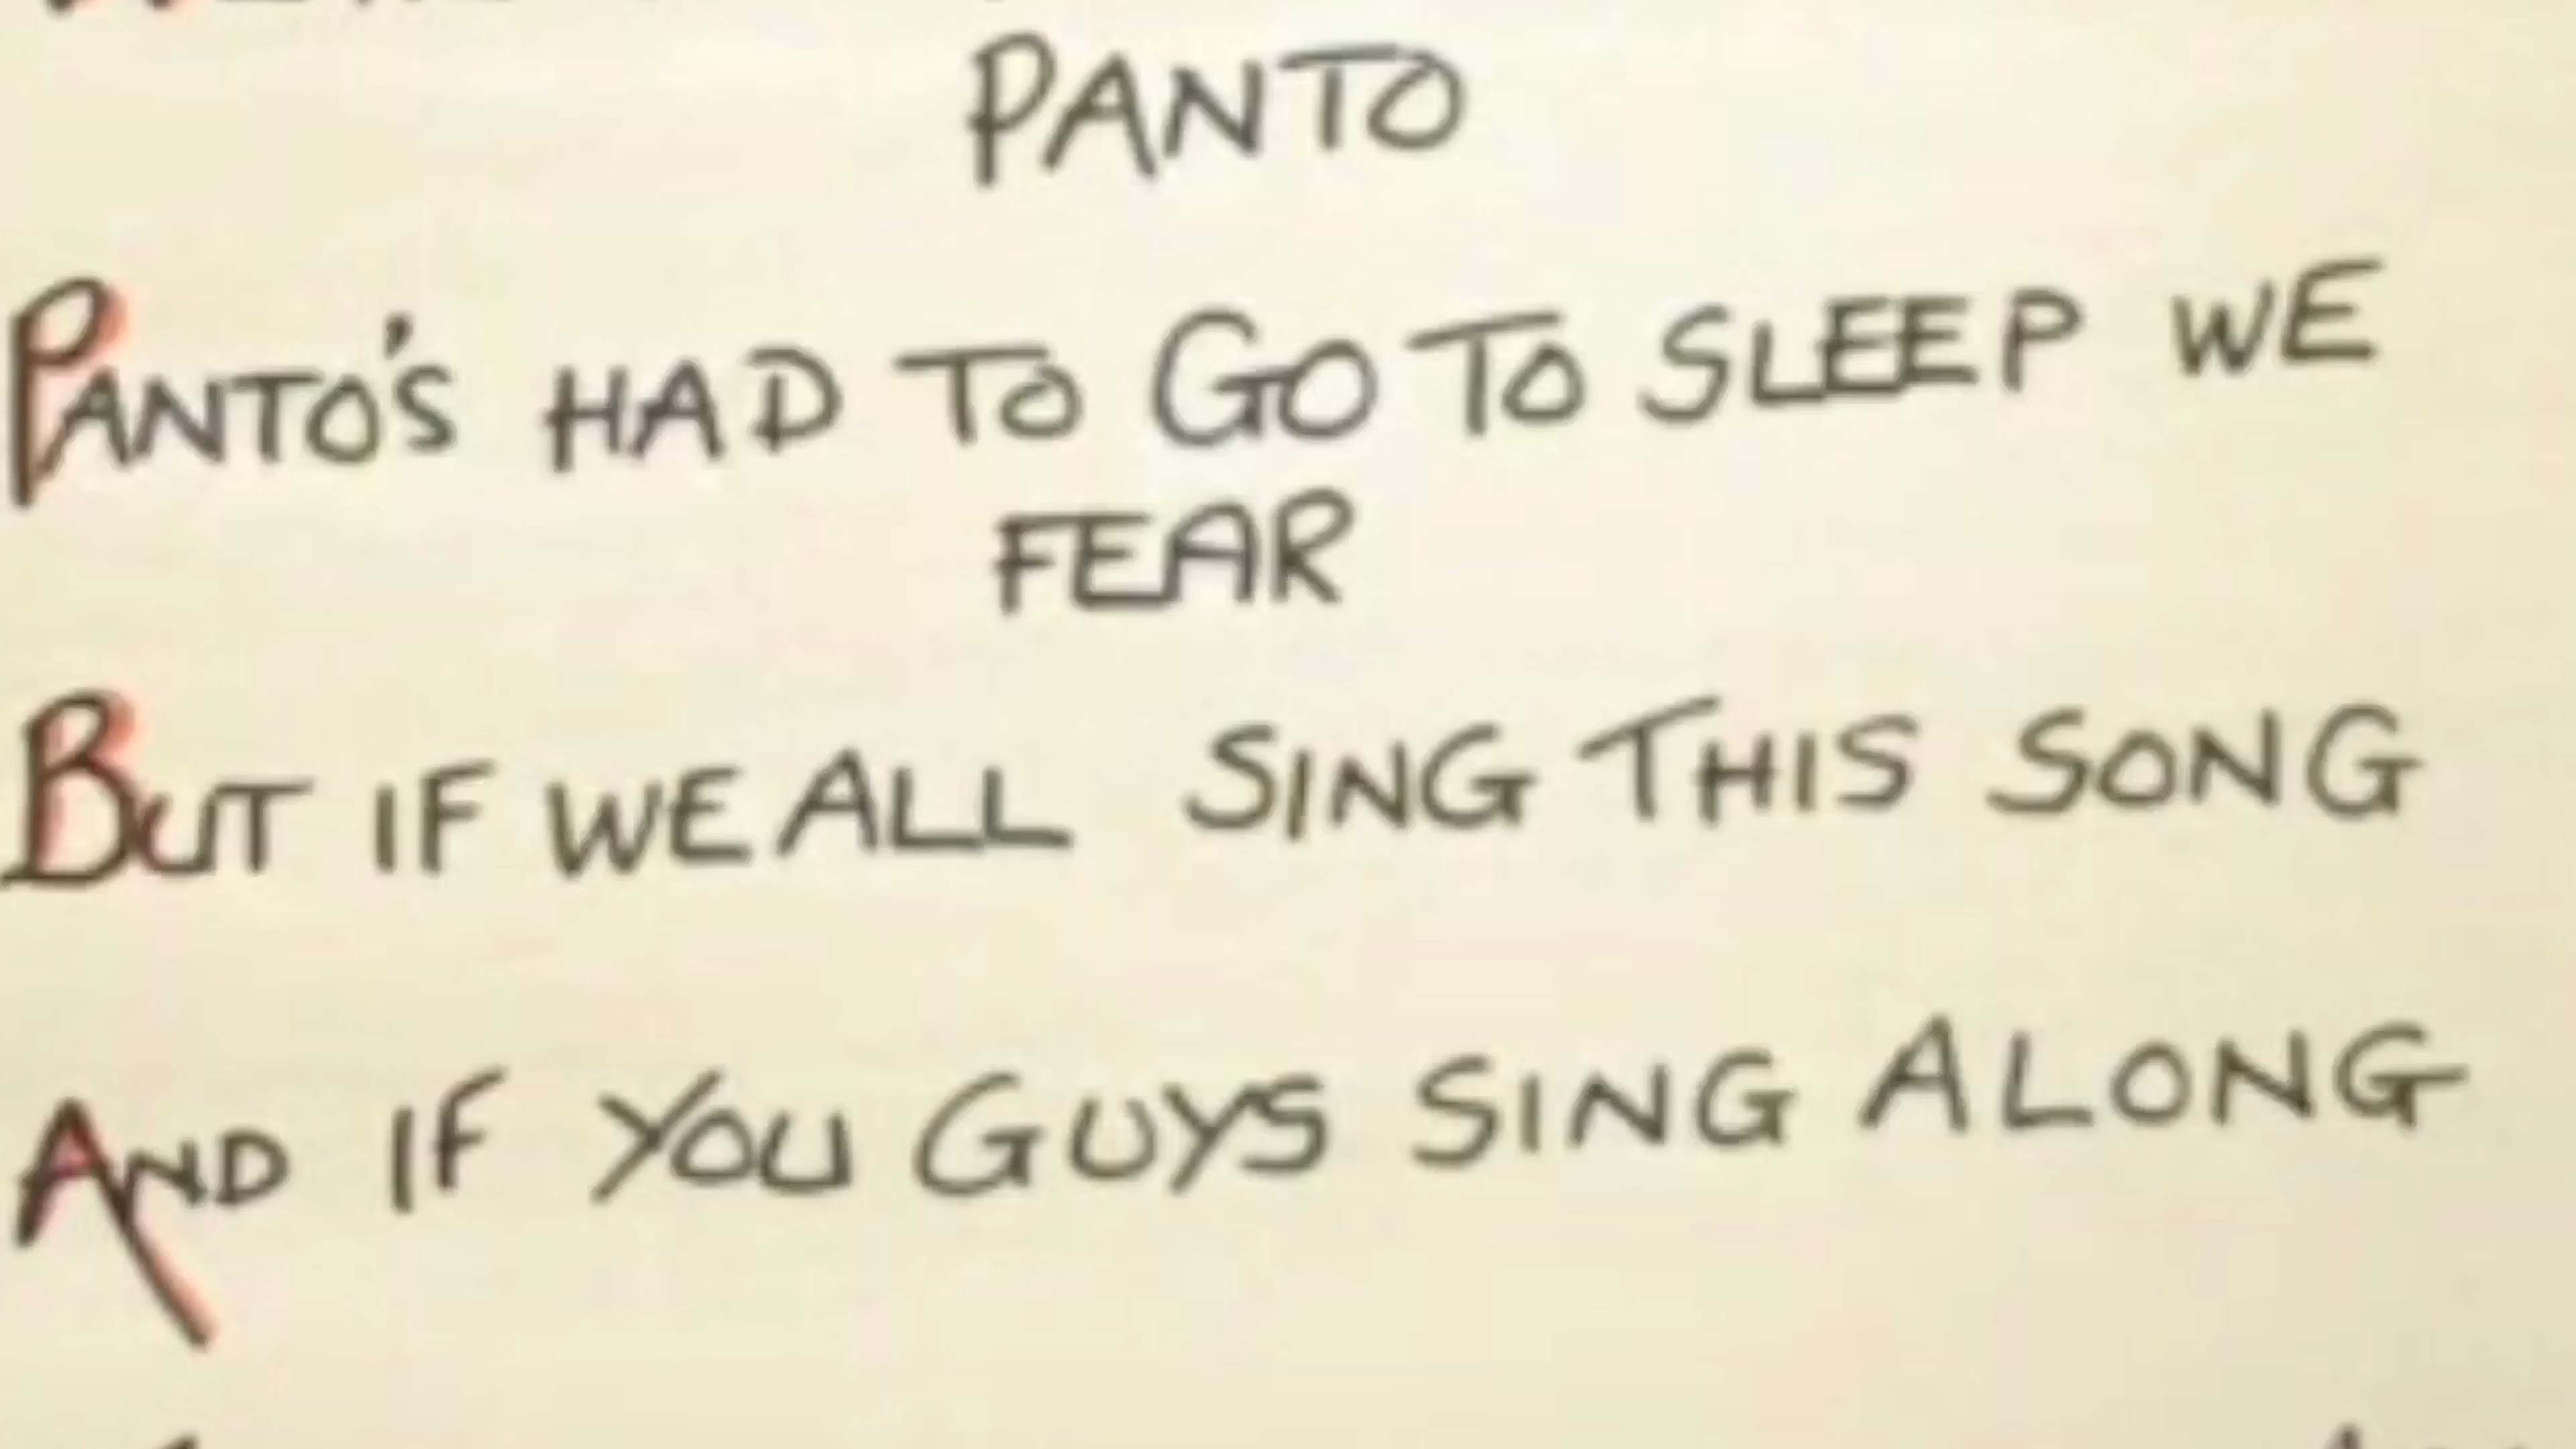 PANTO
PANTO'S HAD TO GO TO SLEEP WE
FEAR
BUT IF WE ALL SING THIS SONG
AND IF YOU GUYS SING ALONG